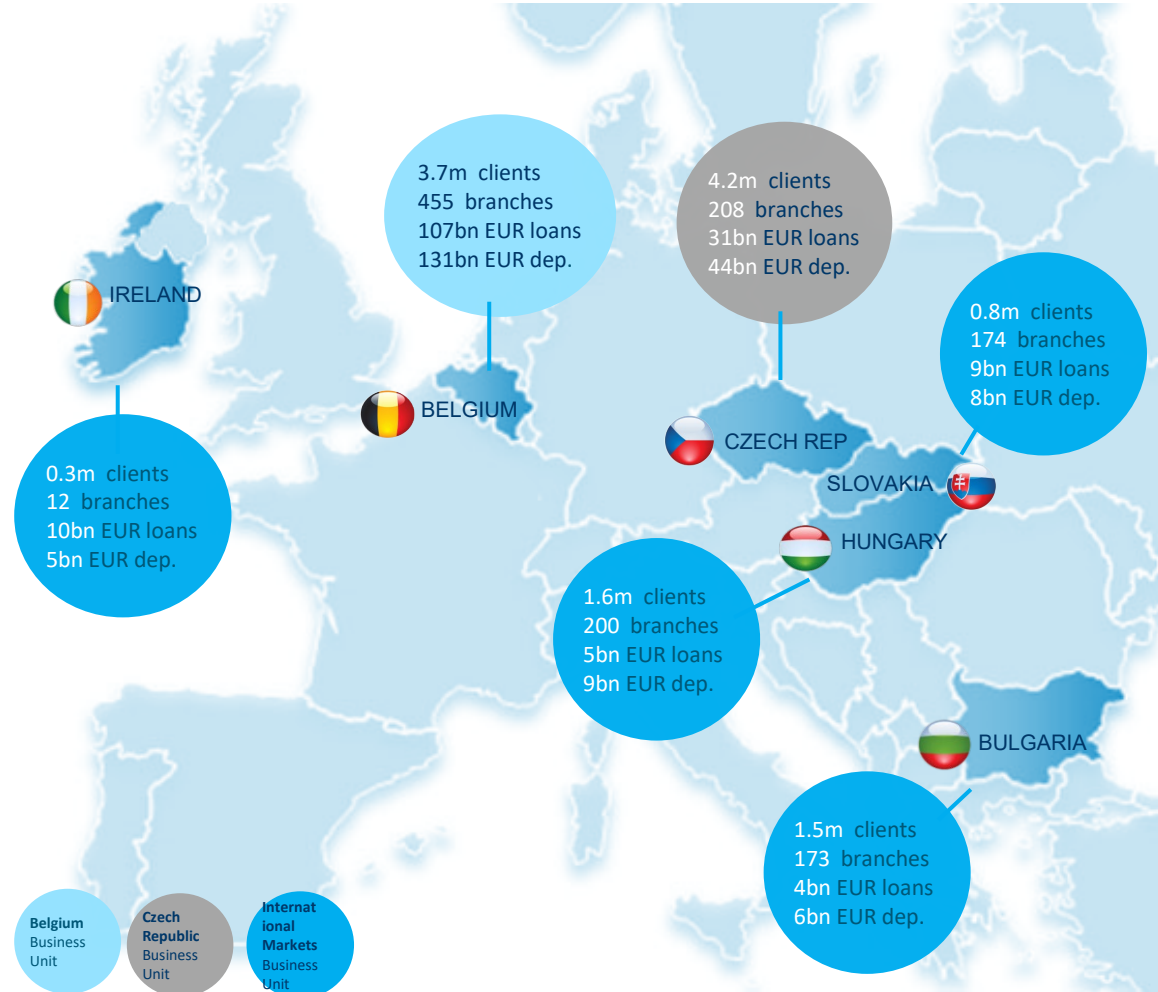 3.7m clients
455 branches
107bn EUR loans
131bn EUR dep.
4.2m clients
208 branches
31bn EUR loans
44bn EUR dep.
IRELAND
0.8m clients
174 branches
9bn EUR loans
8bn EUR dep.
BELGIUM
CZECH REP
SLOVAKIA
HUNGARY
0.3m clients
12 branches
10bn EUR loans
5bn EUR dep.
1.6m clients
200 branches
5bn EUR loans
9bn EUR dep.
BULGARIA
1.5m clients
173 branches
4bn EUR loans
6bn EUR dep.
Belgium
Business
Unit
Czech
Republic
Business
Unit
Internat
ional
Markets
Business
Unit